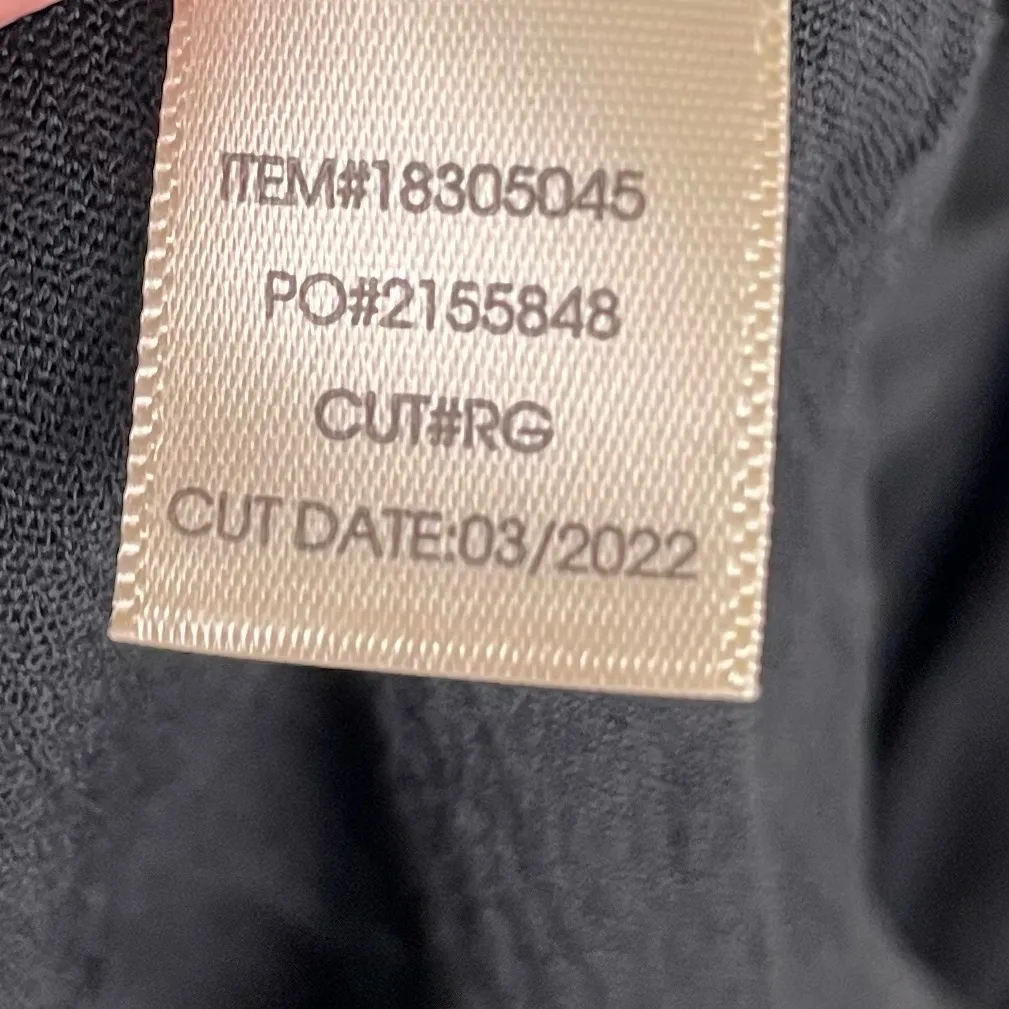 ITEM#18305045
PO#2155848
CUT#RG
CUT DATE:03/2022